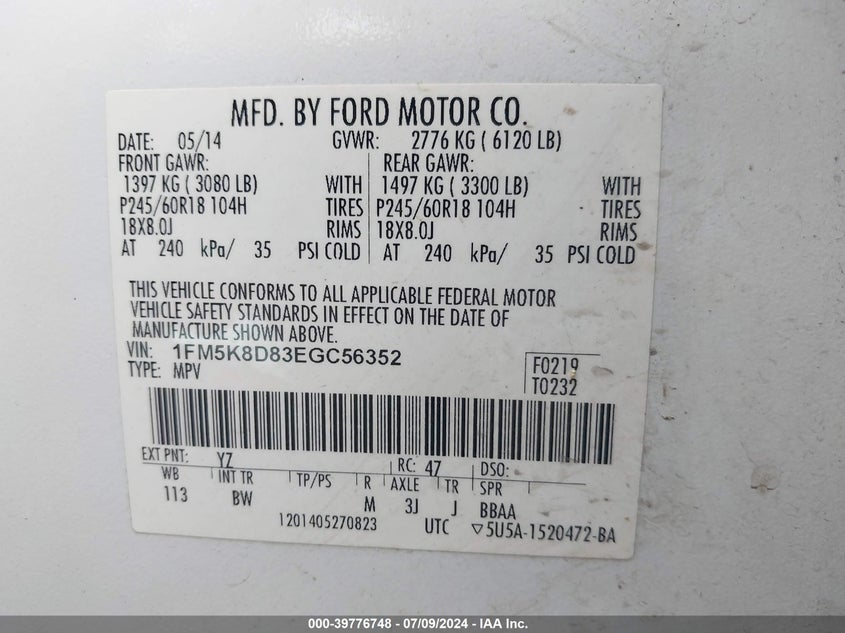 MFD. BY FORD MOTOR CO.
DATE: 05/14 GVWR: 2776 KG ( 6120 LB)
FRONT GAWR: REAR GAWR:
1397 KG ( 3080 LB) WITH 1497 KG ( 3300 LB) WITH
P245/60R18 104H TIRES P245/60R18 104H TIRES
18X8.0J RIMS 18X8.0J RIMS
AT 240 kPa/ 35 PSI COLD AT 240 kPa/ 35 PSI COLD
THIS VEHICLE CONFORMS TO ALL APPLICABLE FEDERAL MOTOR
VEHICLE SAFETY STANDARDS IN EFFECT ON THE DATE OF
MANUFACTURE SHOWN ABOVE.
VIN: 1FM5K8D83EGC56352
TYPE: MPV
F0219
T0232
EXT PNT: YZ RC: 47 DSO:
WB INT TR TP/PS R AXLE TR SPR
113 BW M 3J J BBAA
1201405270823 UTC ▽5U5A-1520472-BA
000-39776748 - 07/09/2024 - IAA Inc.